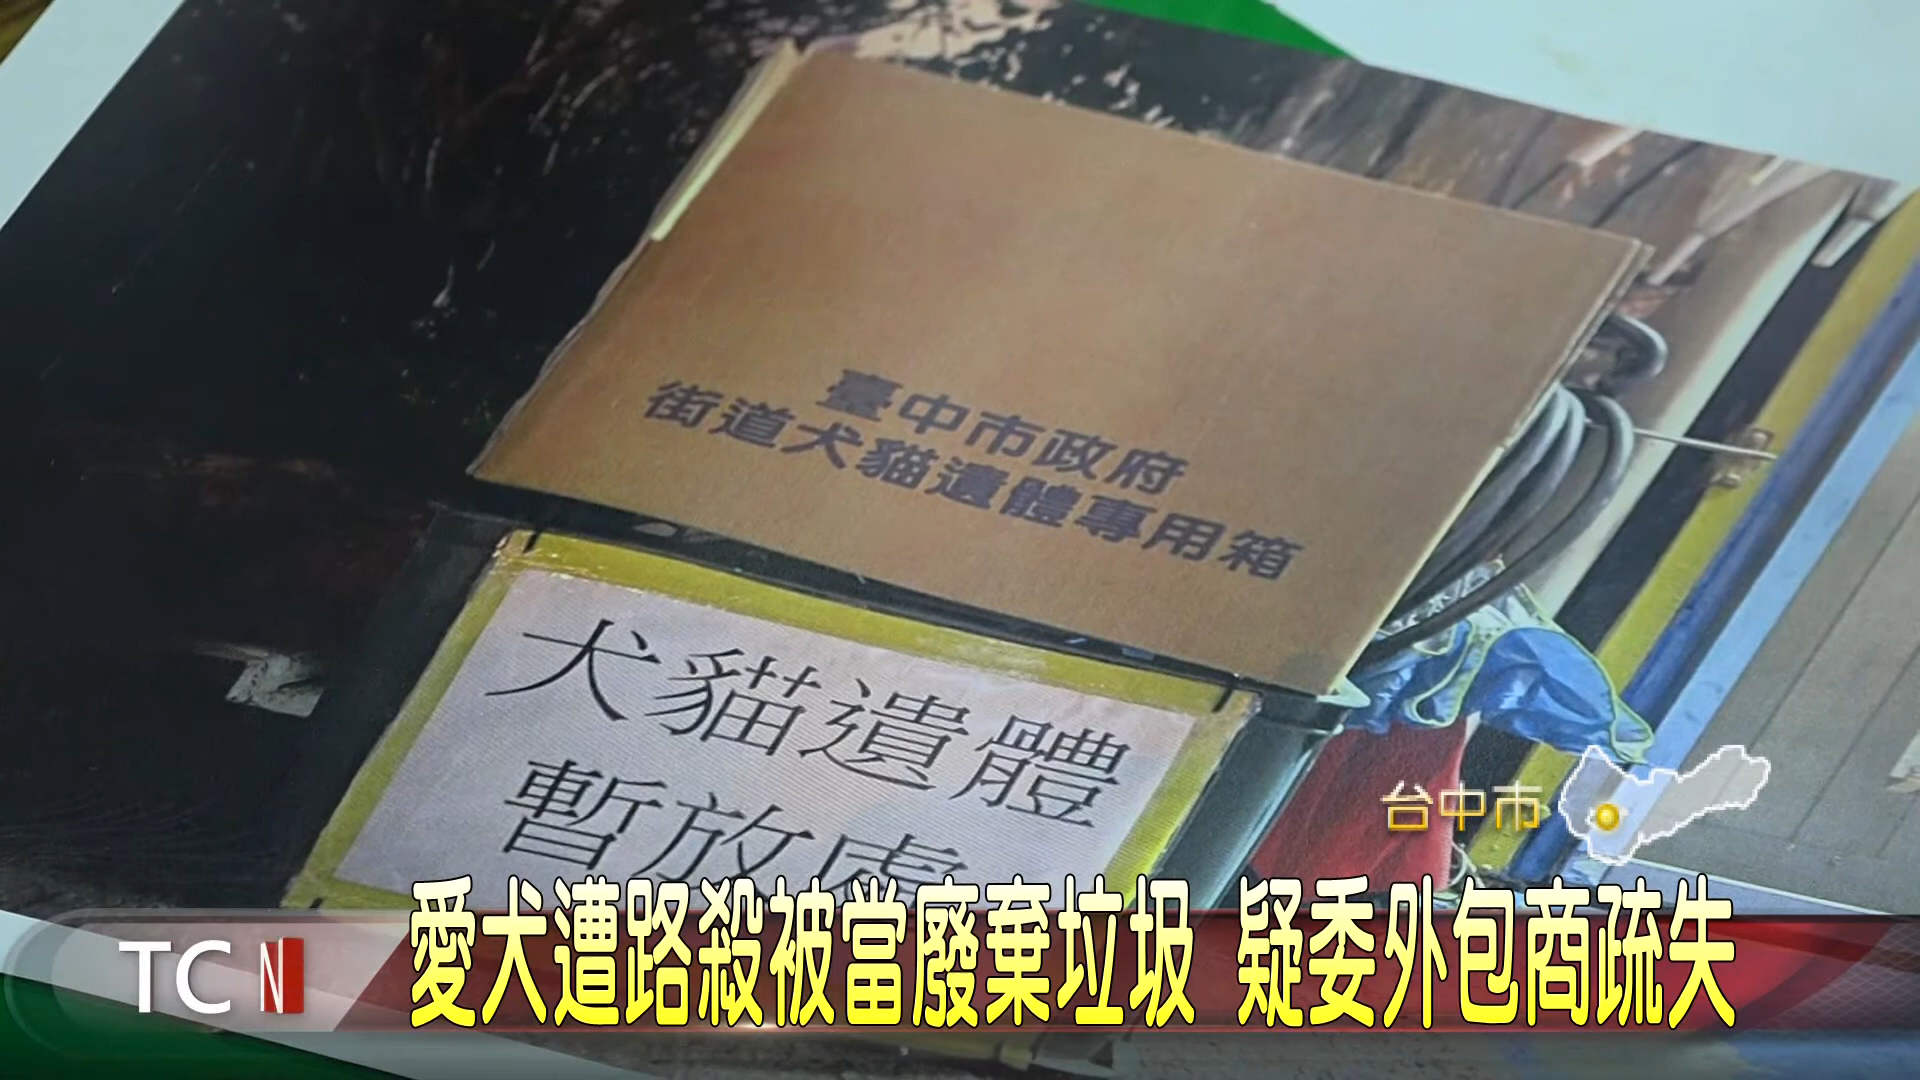 臺中市政府
街道犬貓遺體專用箱
犬貓遺體
暫放處
台中市
TCN
愛犬遭路殺被當廢棄垃圾 疑委外包商疏失